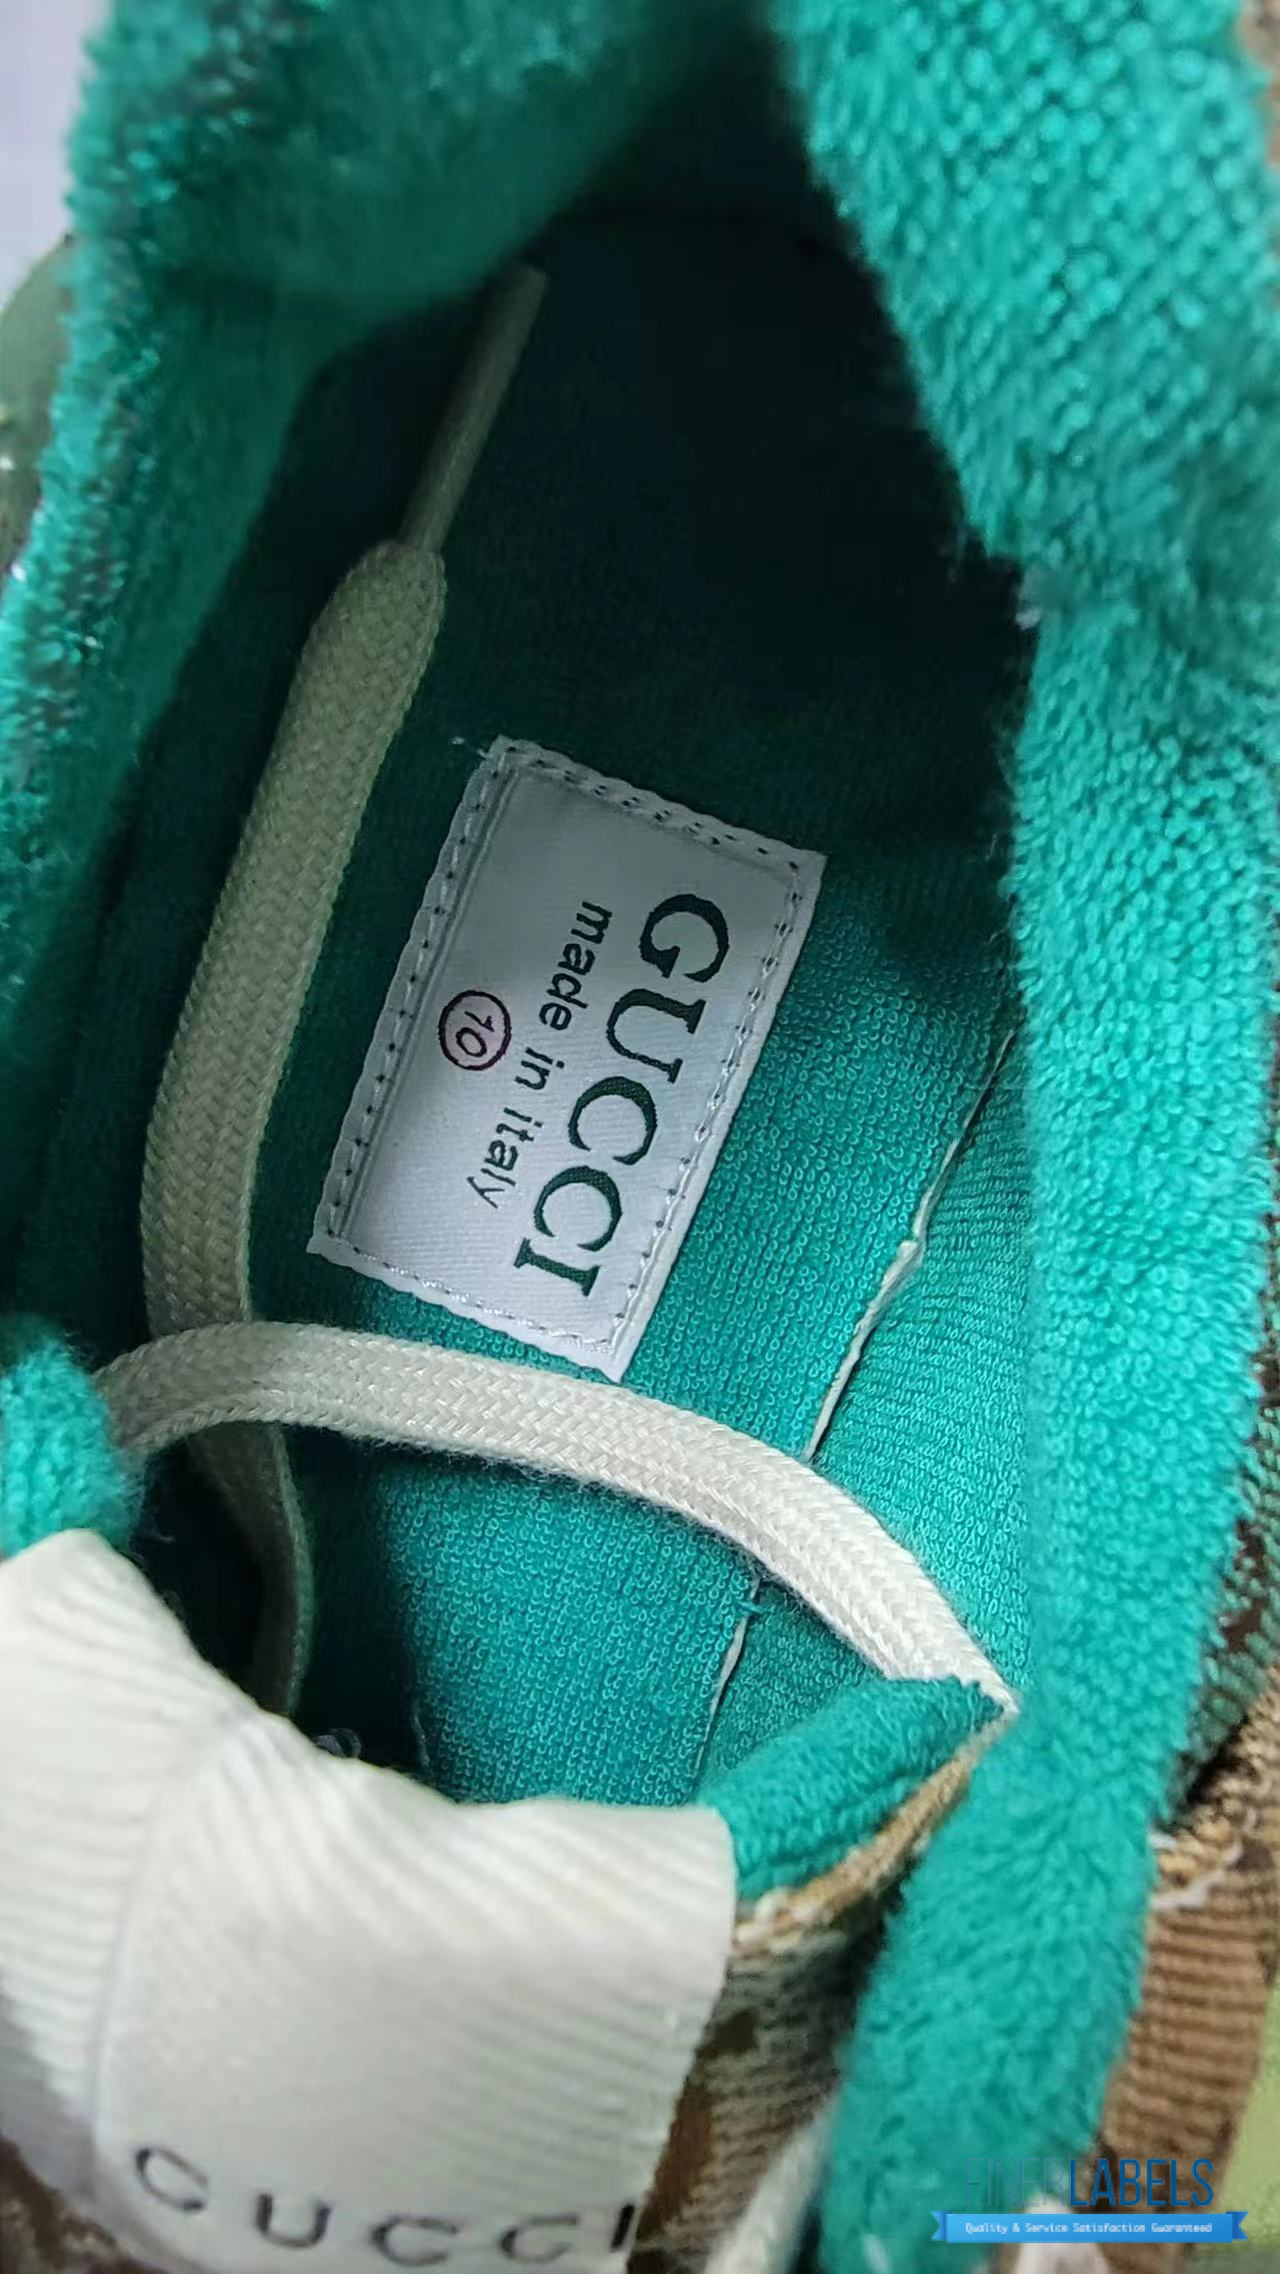 GUCCI
made in italy
10
GUCCI
FINERLABELS
Quality & Service Satisfaction Guaranteed